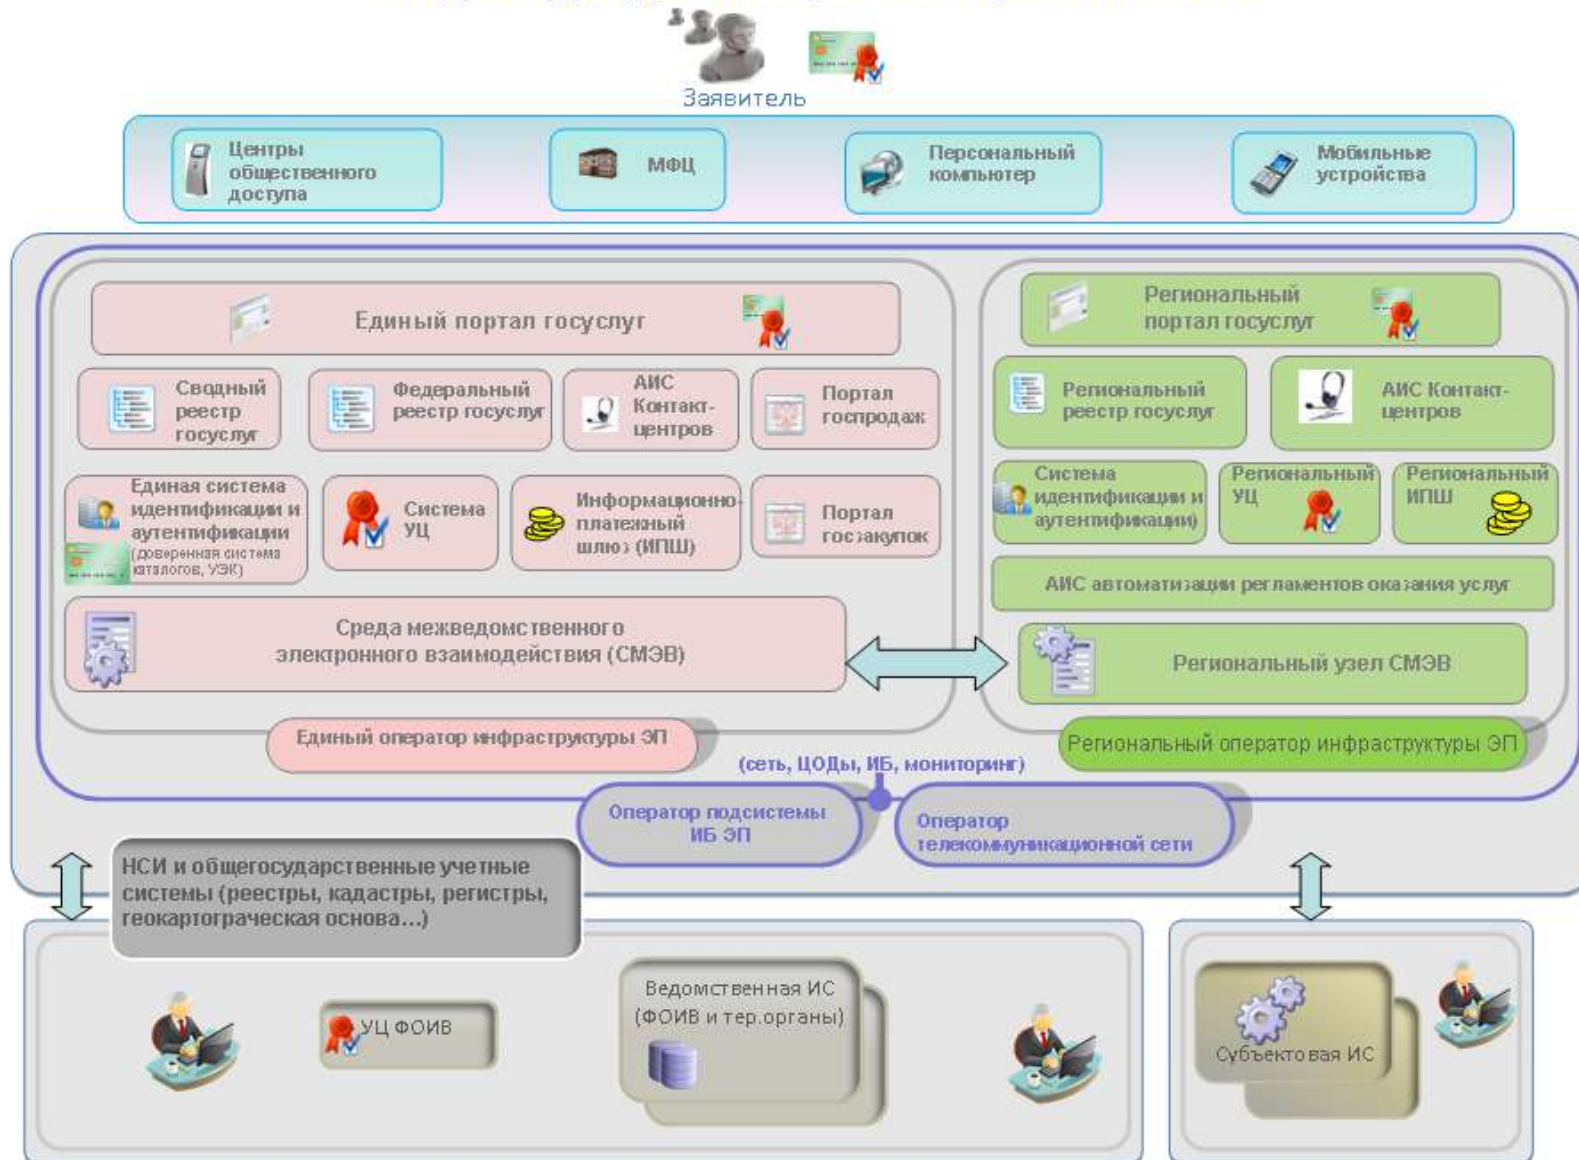 Заявитель
Центры
общественного
доступа
МФЦ
Персональный
компьютер
Мобильные
устройства
Единый портал госуслуг
Региональный
портал госуслуг
Сводный
реестр
госуслуг
Федеральный
реестр госуслуг
АИС
Контакт-
центров
Портал
госпродаж
Региональный
реестр госуслуг
АИС Контакт-
центров
Единая система
идентификации и
аутентификации
(доверенная система
каталогов, УЭК)
Система
УЦ
Информационно-
платежный
шлюз (ИПШ)
Портал
госзакупок
Система
идентификации и
аутентификации)
Региональный
УЦ
Региональный
ИПШ
АИС автоматизации регламентов оказания услуг
Среда межведомственного
электронного взаимодействия (СМЭВ)
Региональный узел СМЭВ
Единый оператор инфраструктуры ЭП
Региональный оператор инфраструктуры ЭП
(сеть, ЦОДы, ИБ, мониторинг)
Оператор подсистемы
ИБ ЭП
Оператор
телекоммуникационной сети
НСИ и общегосударственные учетные
системы (реестры, кадастры, регистры,
геокартограческая основа...)
УЦ ФОИВ
Ведомственная ИС
(ФОИВ и тер.органы)
Субъектовая ИС